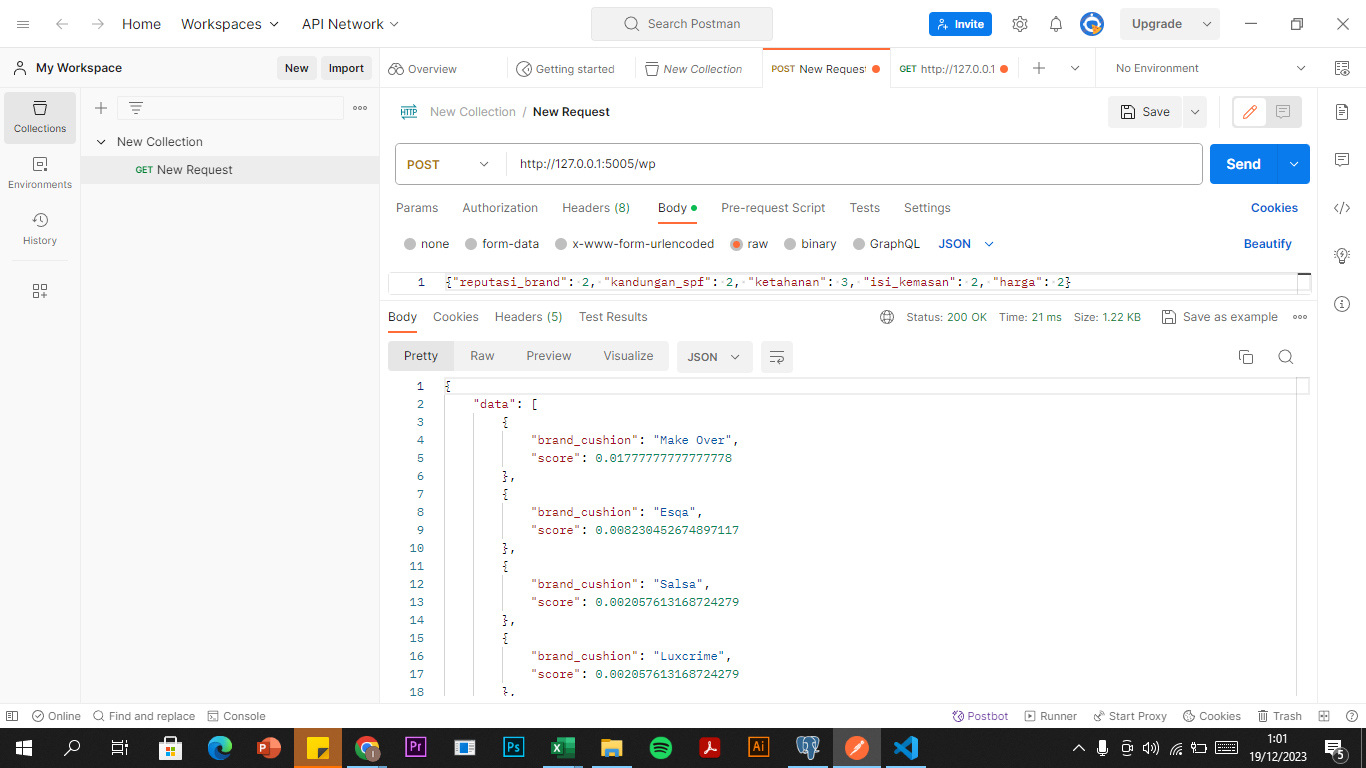 Home Workspaces API Network Search Postman Invite Upgrade
My Workspace New Import Overview Getting started New Collection POST New Reques GET http://127.0.0.1 No Environment
Collections
Environments
History
New Collection
GET New Request
HTTP New Collection / New Request Save
POST http://127.0.0.1:5005/wp Send
Params Authorization Headers (8) Body Pre-request Script Tests Settings Cookies
none form-data x-www-form-urlencoded raw binary GraphQL JSON Beautify
1 {"reputasi_brand": 2, "kandungan_spf": 2, "ketahanan": 3, "isi_kemasan": 2, "harga": 2}
Body Cookies Headers (5) Test Results Status: 200 OK Time: 21 ms Size: 1.22 KB Save as example
Pretty Raw Preview Visualize JSON
1 {
2 "data": [
3 {
4 "brand_cushion": "Make Over",
5 "score": 0.01777777777777778
6 },
7 {
8 "brand_cushion": "Esqa",
9 "score": 0.008230452674897117
10 },
11 {
12 "brand_cushion": "Salsa",
13 "score": 0.002057613168724279
14 },
15 {
16 "brand_cushion": "Luxcrime",
17 "score": 0.002057613168724279
18 },
Online Find and replace Console Postbot Runner Start Proxy Cookies Trash
P Pr Ps X Ai
1:01
19/12/2023
5